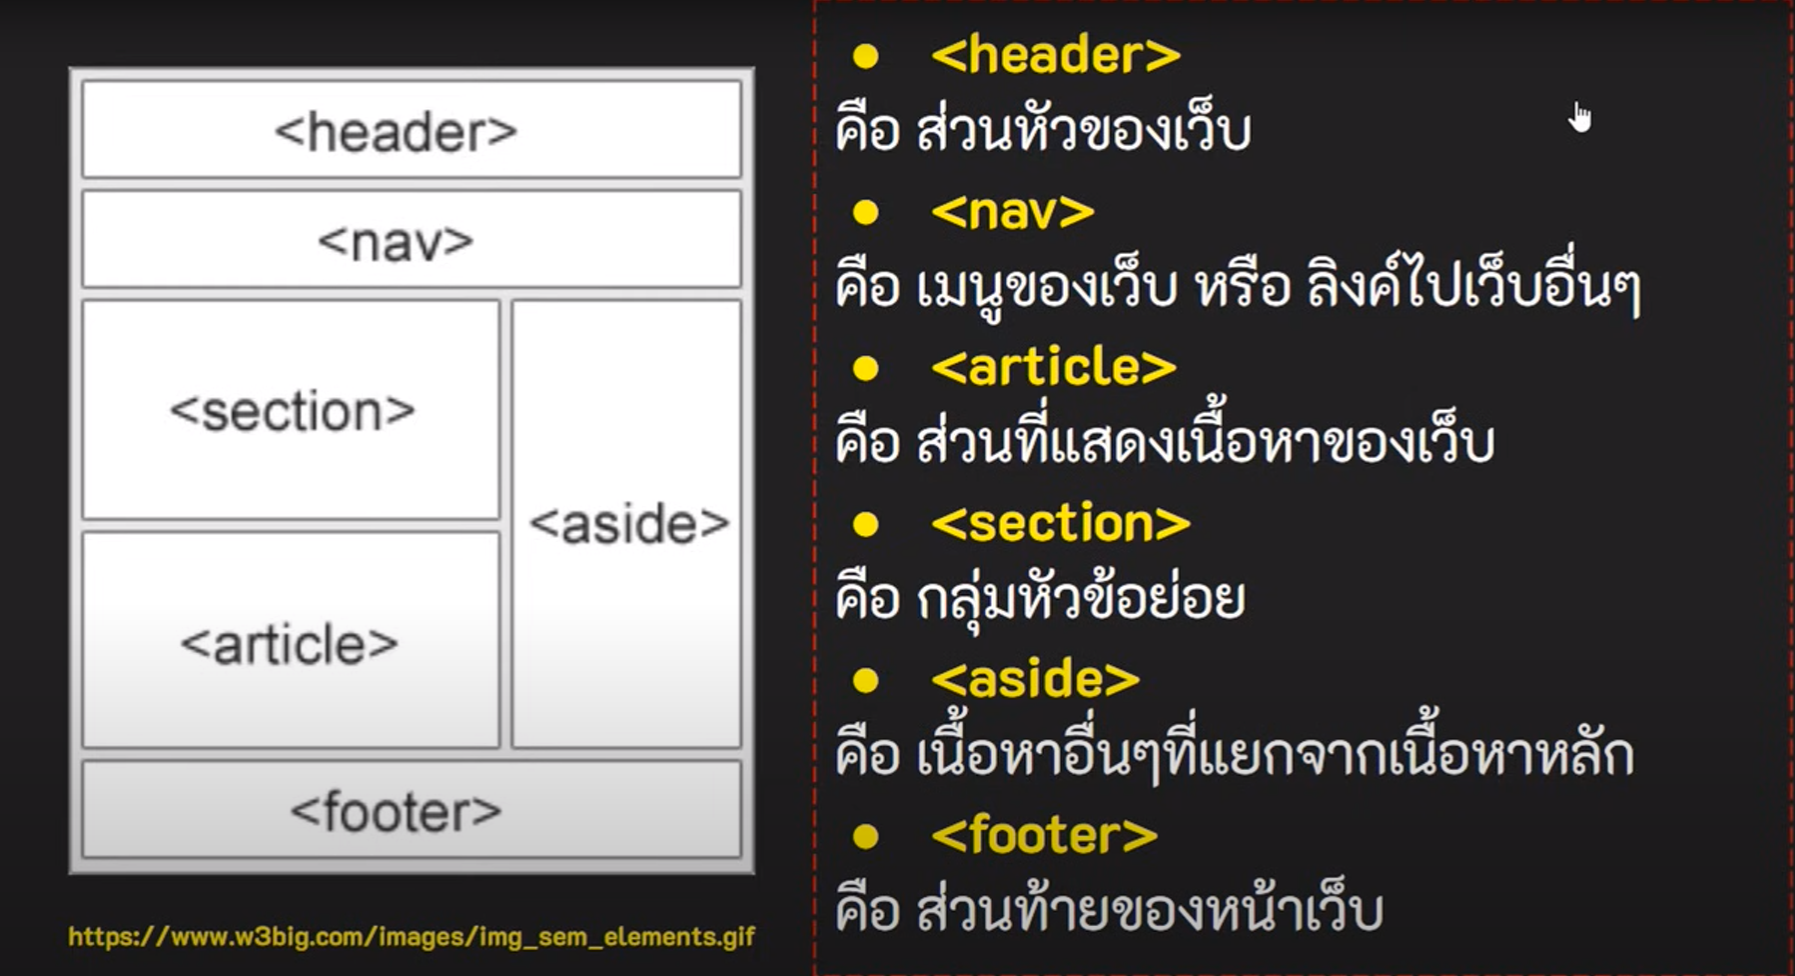 <header>
<nav>
<section>
<aside>
<article>
<footer>
https://www.w3big.com/images/img_sem_elements.gif
● <header>
คือ ส่วนหัวของเว็บ
● <nav>
คือ เมนูของเว็บ หรือ ลิงค์ไปเว็บอื่นๆ
● <article>
คือ ส่วนที่แสดงเนื้อหาของเว็บ
● <section>
คือ กลุ่มหัวข้อย่อย
● <aside>
คือ เนื้อหาอื่นๆที่แยกจากเนื้อหาหลัก
● <footer>
คือ ส่วนท้ายของหน้าเว็บ